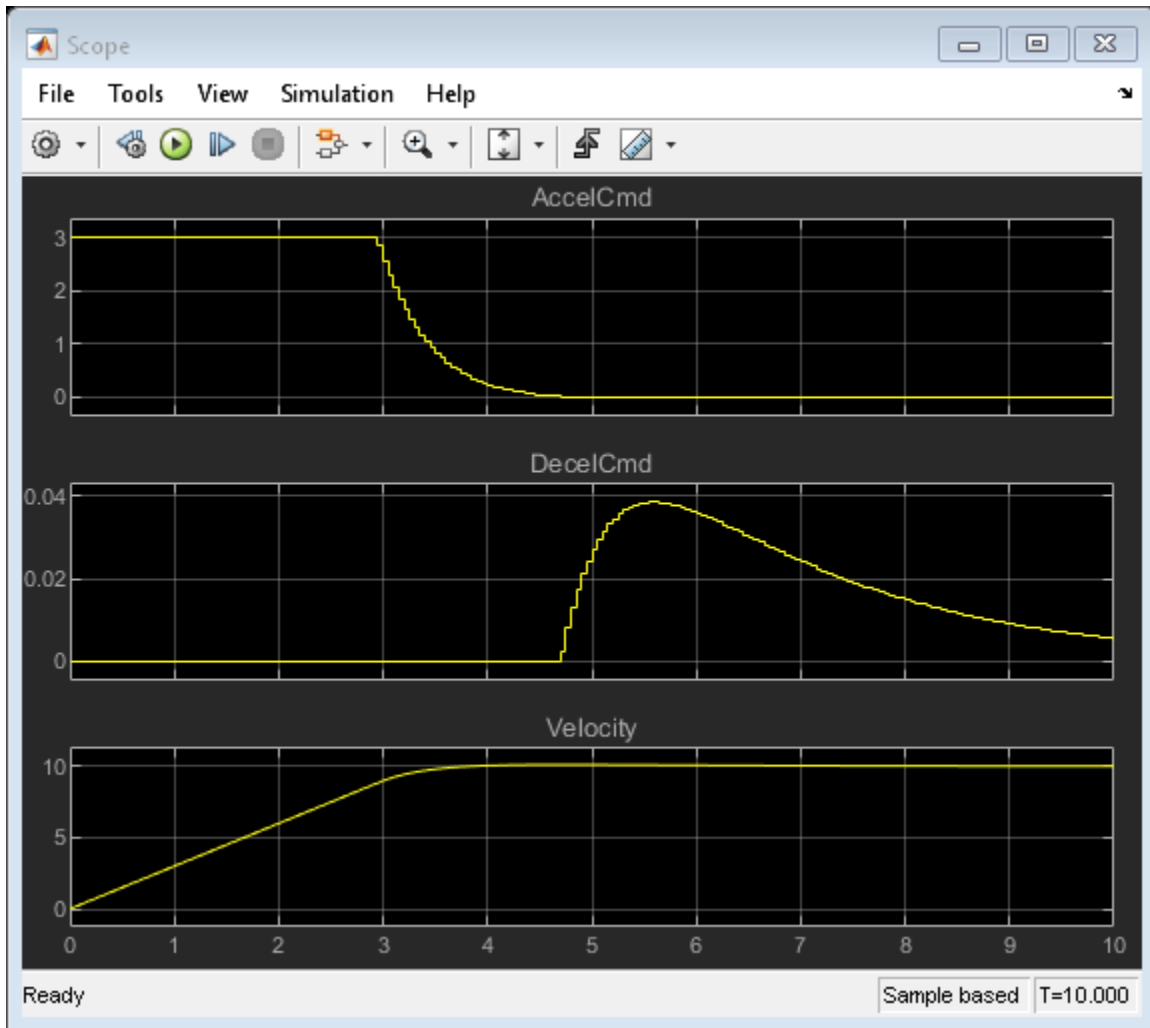 Scope
File Tools View Simulation Help
AccelCmd
3
2
1
0
DecelCmd
0.04
0.02
0
Velocity
10
5
0
0 1 2 3 4 5 6 7 8 9 10
Ready Sample based T=10.000